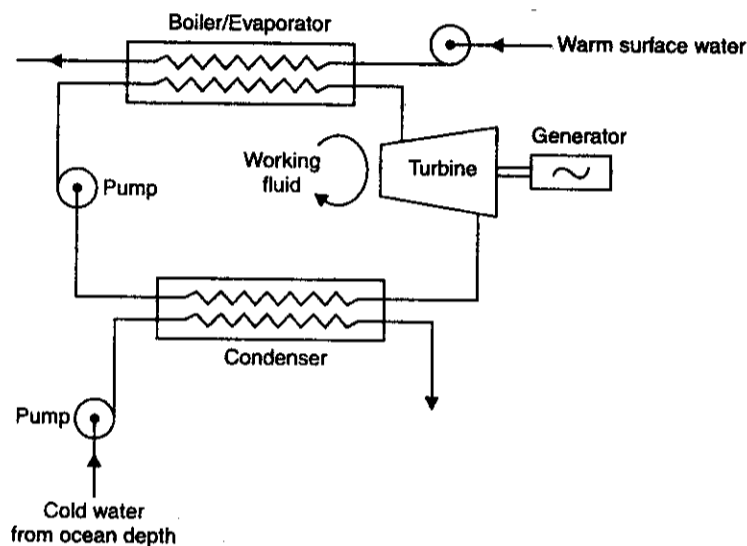 Boiler/Evaporator
Warm surface water
Generator
Working
fluid
Turbine
Pump
Condenser
Pump
Cold water
from ocean depth